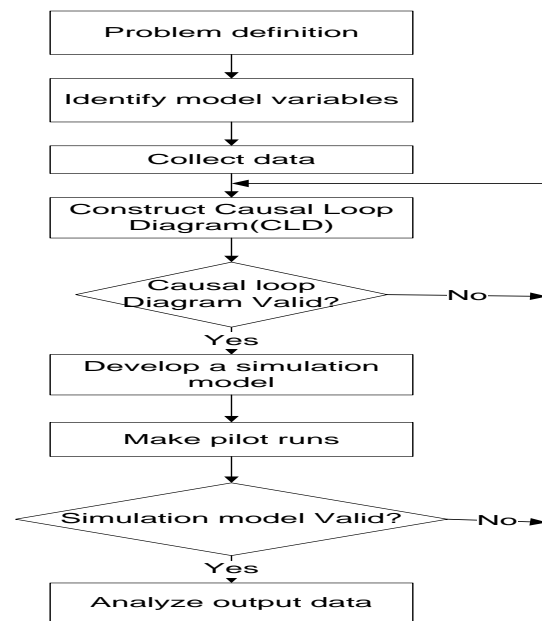 Problem definition
Identify model variables
Collect data
Construct Causal Loop
Diagram(CLD)
Causal loop
Diagram Valid?
No
Yes
Develop a simulation
model
Make pilot runs
Simulation model Valid?
No
Yes
Analyze output data